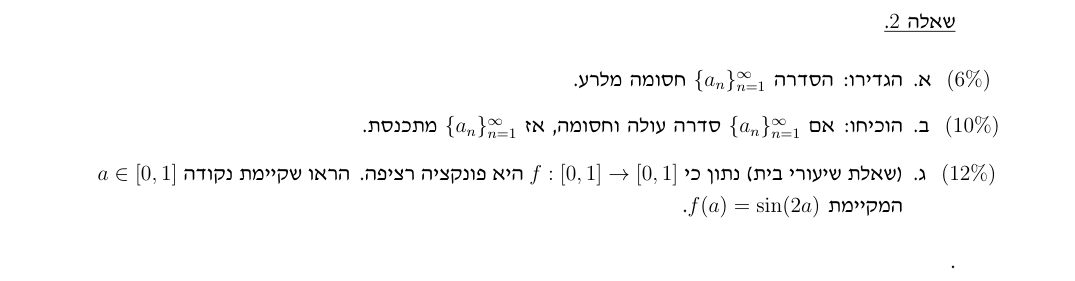 שאלה 2.
(6%) א. הגדירו: הסדרה $\{a_n\}_{n=1}^{\infty}$ חסומה מלרע.
(10%) ב. הוכיחו: אם $\{a_n\}_{n=1}^{\infty}$ סדרה עולה וחסומה, אז $\{a_n\}_{n=1}^{\infty}$ מתכנסת.
(12%) ג. (שאלת שיעורי בית) נתון כי $f : [0, 1] \to [0, 1]$ היא פונקציה רציפה. הראו שקיימת נקודה $a \in [0, 1]$
המקיימת $f(a) = \sin(2a)$.
.